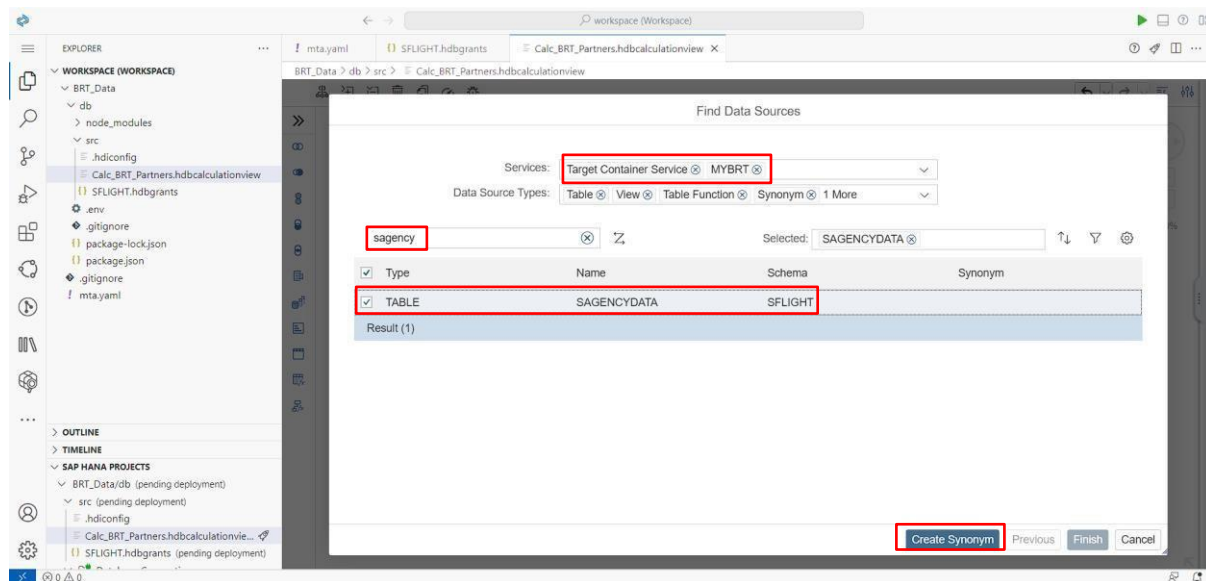 workspace (Workspace)
EXPLORER
mta.yaml
SFLIGHT.hdbgrants
Calc_BRT_Partners.hdbcalculationview
WORKSPACE (WORKSPACE)
BRT_Data > db > src > Calc_BRT_Partners.hdbcalculationview
BRT_Data
db
node_modules
src
.hdiconfig
Calc_BRT_Partners.hdbcalculationview
SFLIGHT.hdbgrants
.env
.gitignore
package-lock.json
package.json
.gitignore
mta.yaml
OUTLINE
TIMELINE
SAP HANA PROJECTS
BRT_Data/db (pending deployment)
src (pending deployment)
.hdiconfig
Calc_BRT_Partners.hdbcalculationvie...
SFLIGHT.hdbgrants (pending deployment)
Find Data Sources
Services: Target Container Service MYBRT
Data Source Types: Table View Table Function Synonym 1 More
sagency Selected: SAGENCYDATA
Type Name Schema Synonym
TABLE SAGENCYDATA SFLIGHT
Result (1)
Create Synonym Previous Finish Cancel
0 0